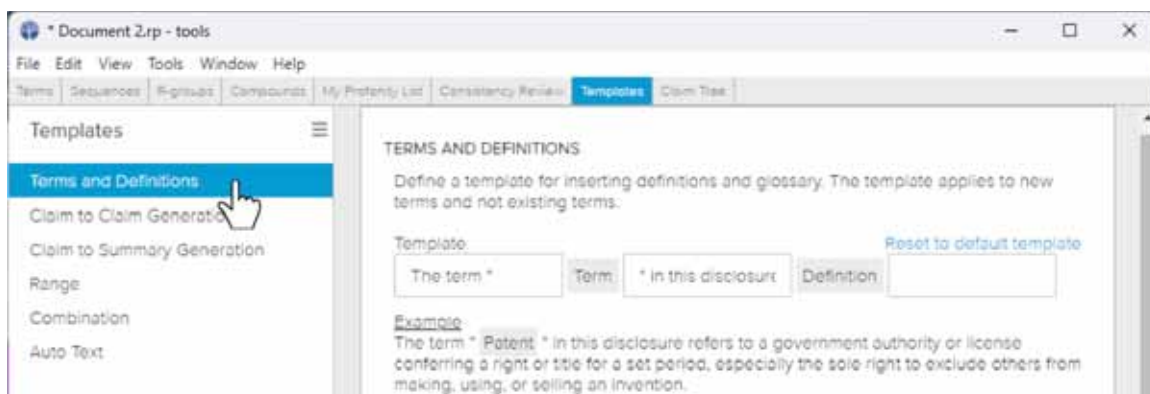 * Document 2.rp - tools
File Edit View Tools Window Help
Terms Sequences R-groups Compounds My Profanity List Consistency Review Templates Claim Tree
Templates
Terms and Definitions
Claim to Claim Generation
Claim to Summary Generation
Range
Combination
Auto Text
TERMS AND DEFINITIONS
Define a template for inserting definitions and glossary. The template applies to new
terms and not existing terms.
Template Reset to default template
The term " Term " in this disclosure Definition
Example
The term " Patent " in this disclosure refers to a government authority or license
conferring a right or title for a set period, especially the sole right to exclude others from
making, using, or selling an invention.